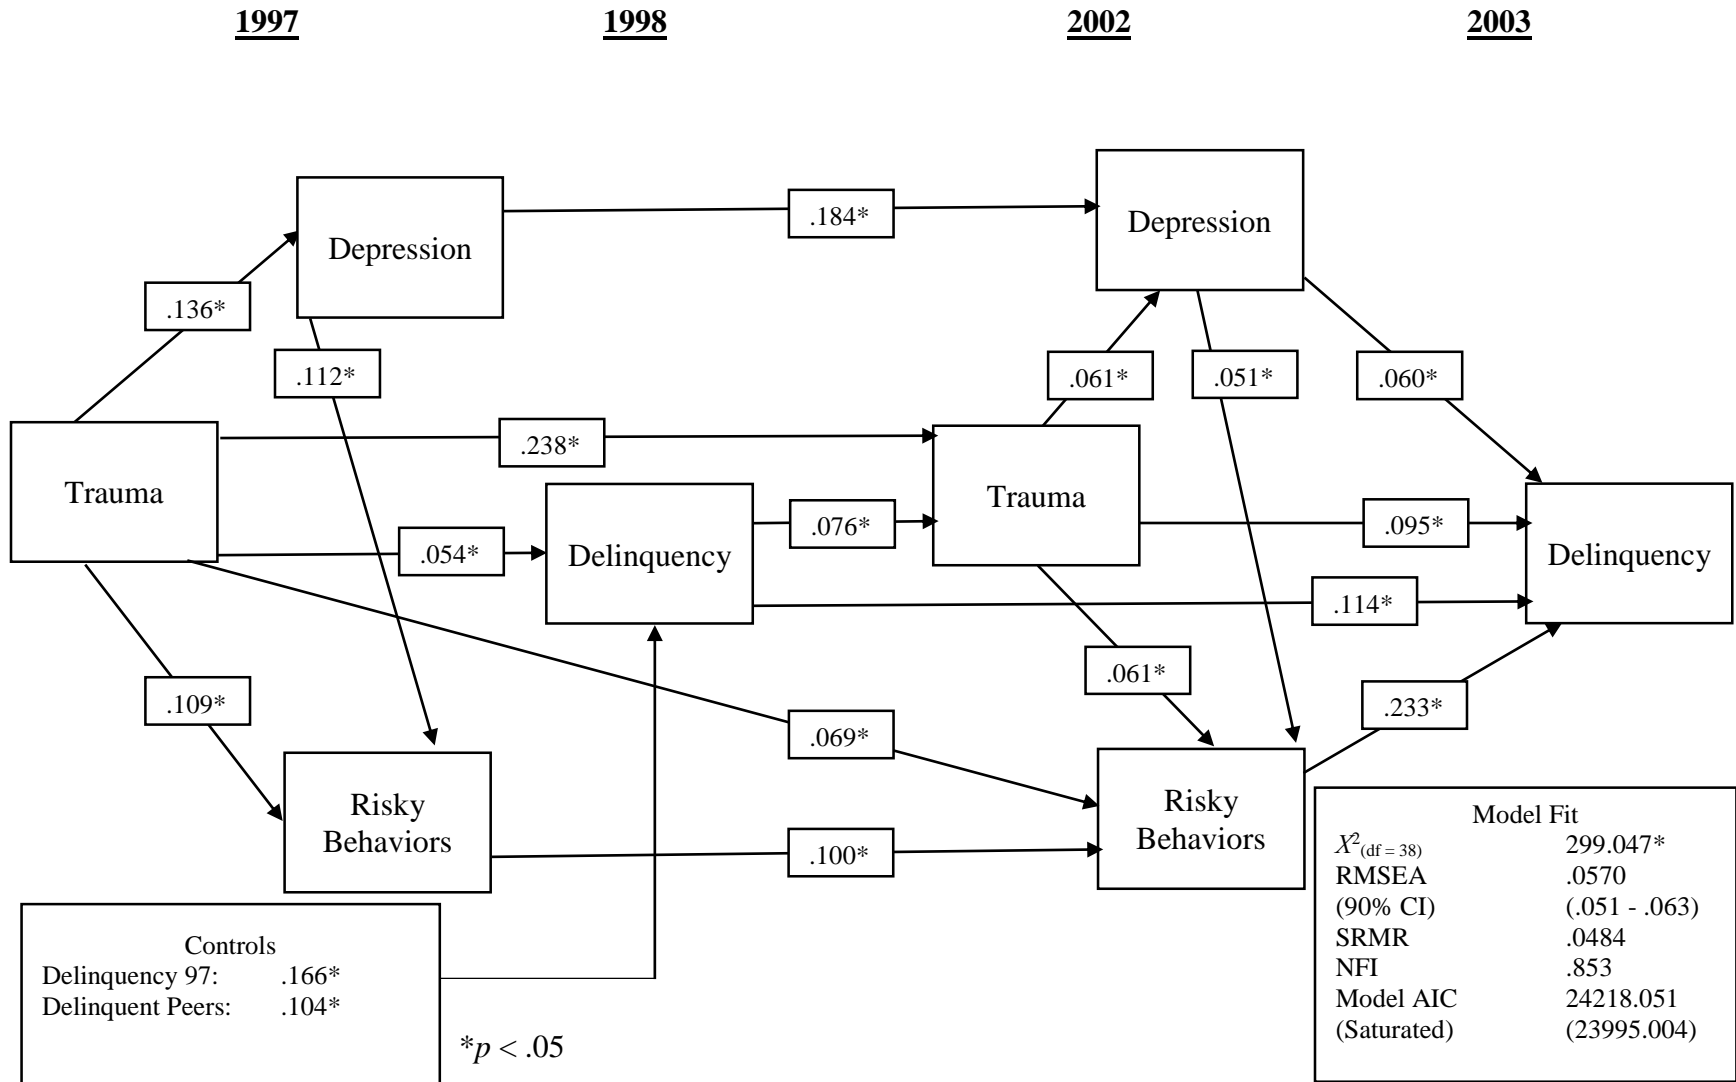 1997 1998 2002 2003
Depression
Depression
.184*
.136*
.112*
.061*
.051*
.060*
Trauma
.238*
Trauma
.054*
Delinquency
.076*
.095*
Delinquency
.114*
.109*
.069*
.061*
.233*
Risky
Behaviors
.100*
Risky
Behaviors
Controls
Delinquency 97: .166*
Delinquent Peers: .104*
*p < .05
Model Fit
X²(df = 38) 299.047*
RMSEA .0570
(90% CI) (.051 - .063)
SRMR .0484
NFI .853
Model AIC 24218.051
(Saturated) (23995.004)